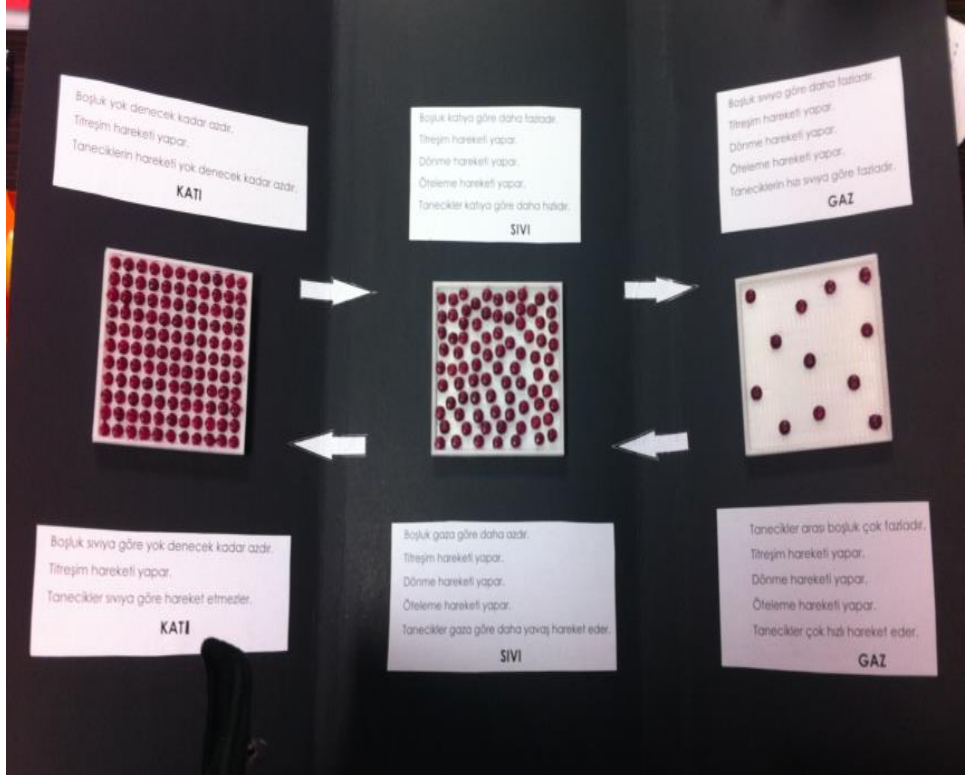 Boşluk yok denecek kadar azdır.
Titreşim hareketi yapar.
Taneciklerin hareketi yok denecek kadar azdır.
KATI
Boşluk katıya göre daha fazladır.
Titreşim hareketi yapar.
Dönme hareketi yapar.
Öteleme hareketi yapar.
Tanecikler katıya göre daha hızlıdır.
SIVI
Boşluk sıvıya göre daha fazladır.
Titreşim hareketi yapar.
Dönme hareketi yapar.
Öteleme hareketi yapar.
Taneciklerin hızı sıvıya göre fazladır.
GAZ
Boşluk sıvıya göre yok denecek kadar azdır.
Titreşim hareketi yapar.
Tanecikler sıvıya göre hareket etmezler.
KATI
Boşluk gaza göre daha azdır.
Titreşim hareketi yapar.
Dönme hareketi yapar.
Öteleme hareketi yapar.
Tanecikler gaza göre daha yavaş hareket eder.
SIVI
Tanecikler arası boşluk çok fazladır.
Titreşim hareketi yapar.
Dönme hareketi yapar.
Öteleme hareketi yapar.
Tanecikler çok hızlı hareket eder.
GAZ